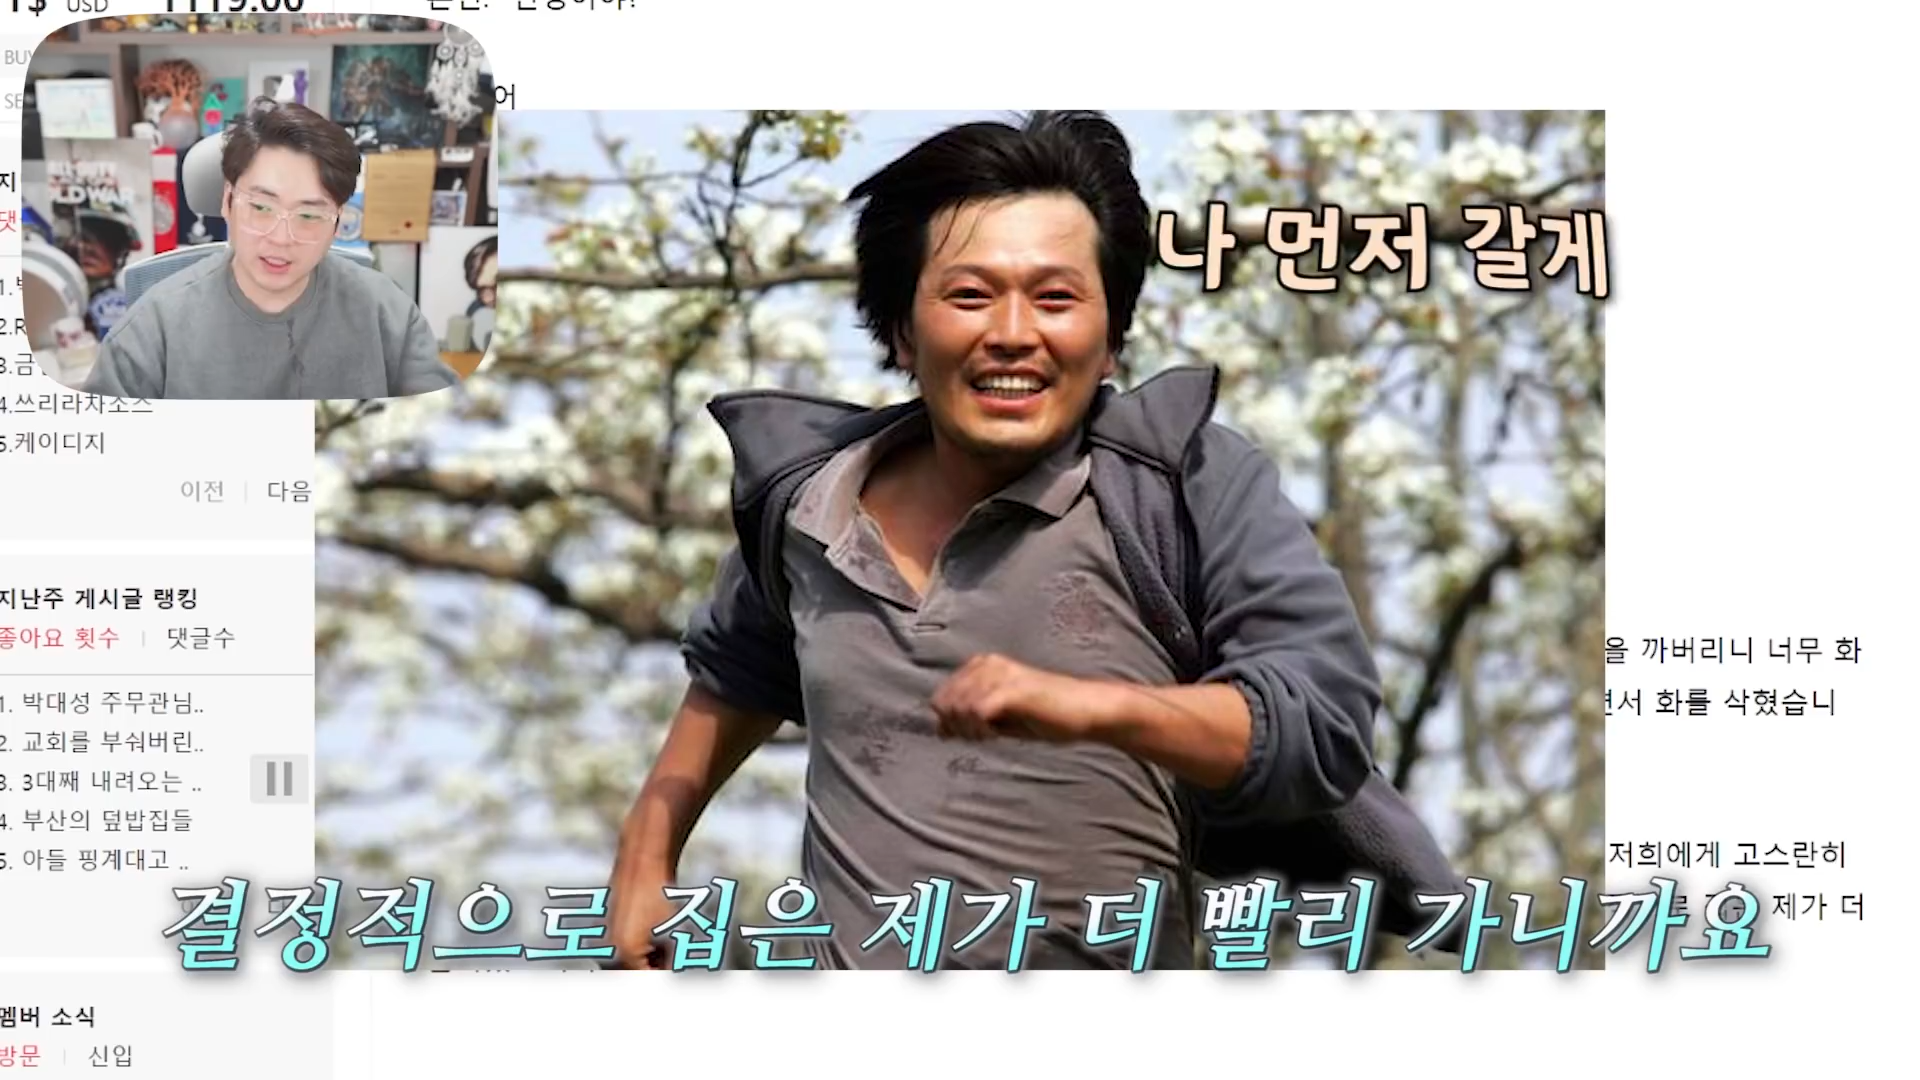 USD
BUY
어
나 먼저 갈게
4.쓰리라차소스
5.케이디지
이전 | 다음
지난주 게시글 랭킹
좋아요 횟수 | 댓글수
1. 박대성 주무관님..
2. 교회를 부숴버린..
3. 3대째 내려오는 ..
4. 부산의 덮밥집들
5. 아들 핑계대고 ..
을 까버리니 너무 화
면서 화를 삭혔습니
저희에게 고스란히
제가 더
결정적으로 집은 제가 더 빨리 가니까요
멤버 소식
방문 | 신입